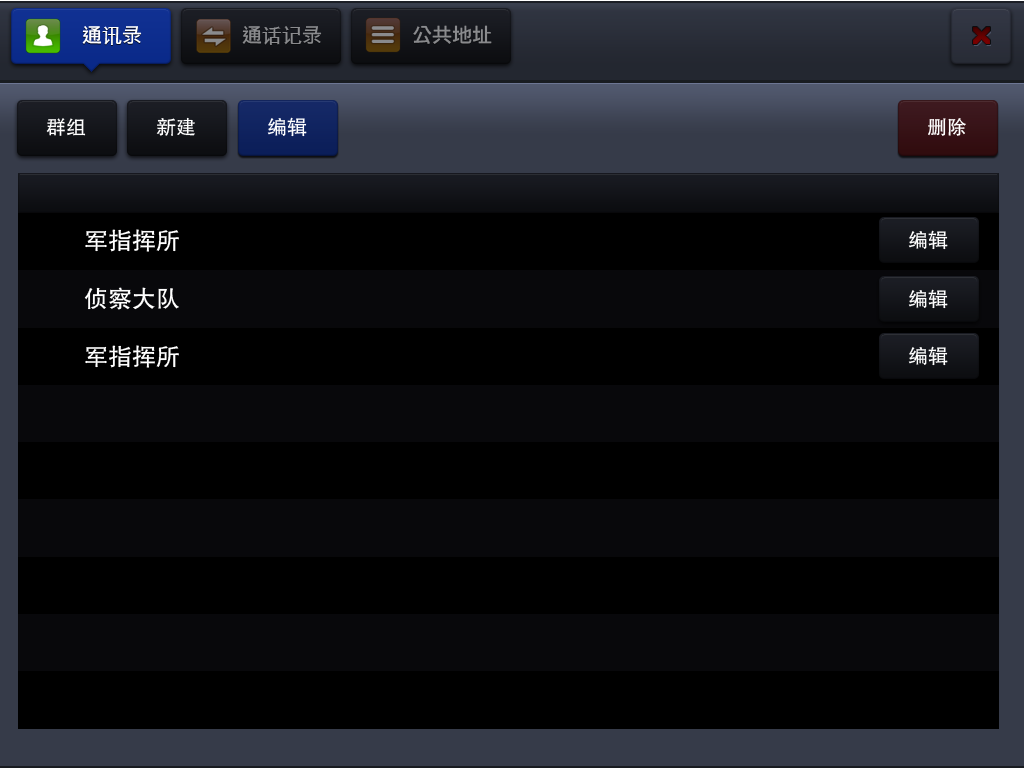 通讯录 通话记录 公共地址
群组 新建 编辑 删除
军指挥所 编辑
侦察大队 编辑
军指挥所 编辑